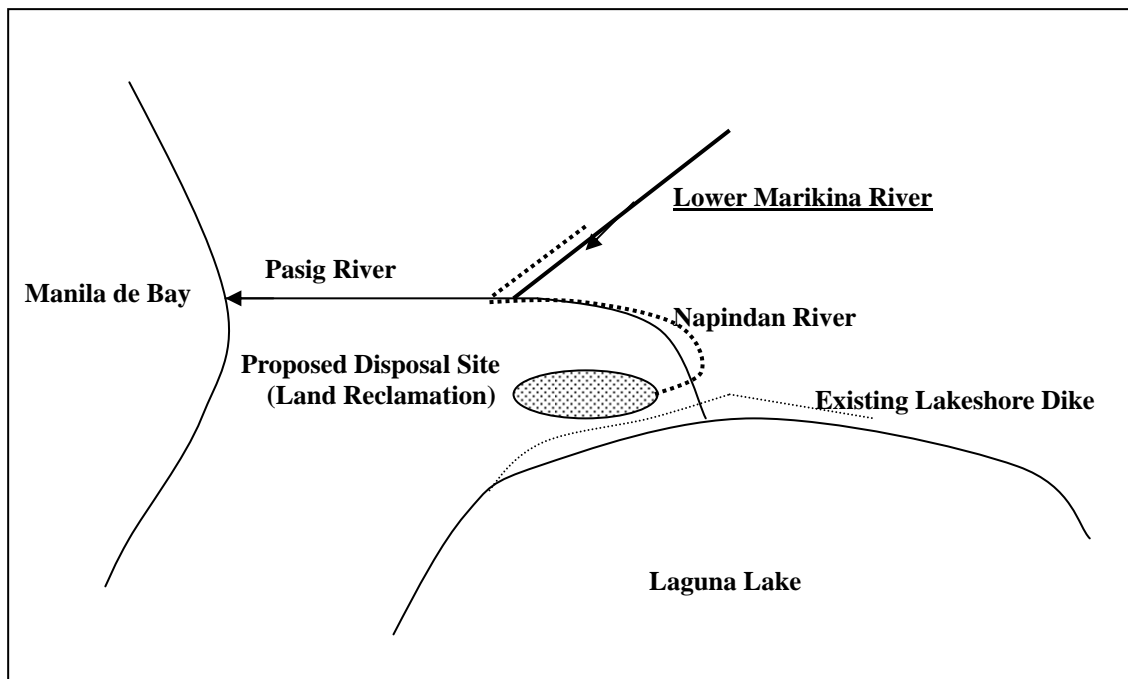 Lower Marikina River
Pasig River
Manila de Bay
Napindan River
Proposed Disposal Site
(Land Reclamation)
Existing Lakeshore Dike
Laguna Lake